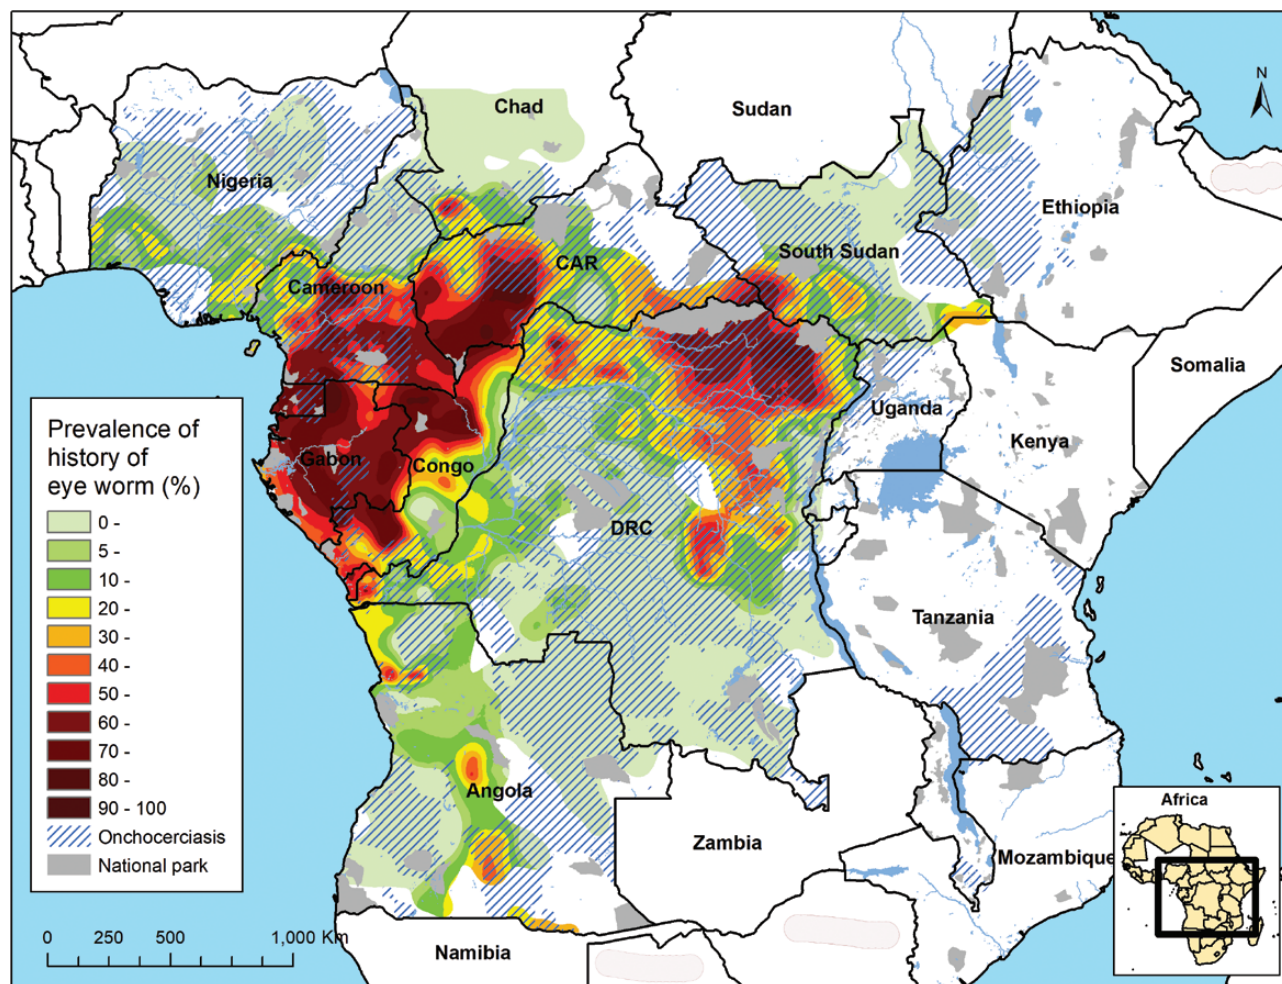 Chad
Sudan
N
Nigeria
Ethiopia
South Sudan
CAR
Cameroon
Somalia
Uganda
Kenya
Gabon
Congo
DRC
Tanzania
Angola
Zambia
Mozambique
Namibia
Prevalence of
history of
eye worm (%)
0 -
5 -
10 -
20 -
30 -
40 -
50 -
60 -
70 -
80 -
90 - 100
Onchocerciasis
National park
0 250 500 1,000 Km
Africa